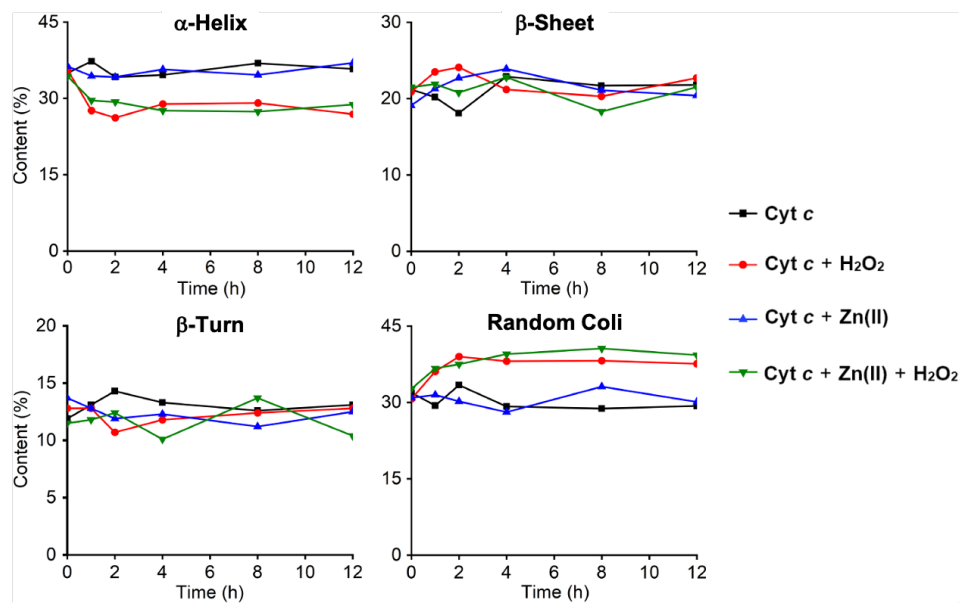 α-Helix
Content (%)
45
30
15
0
0 2 4 6 8 10 12
Time (h)
β-Sheet
30
20
10
0
0 2 4 6 8 10 12
Time (h)
β-Turn
Content (%)
20
15
10
5
0
0 2 4 6 8 10 12
Time (h)
Random Coli
45
30
15
0
0 2 4 6 8 10 12
Time (h)
Cyt c
Cyt c + H₂O₂
Cyt c + Zn(II)
Cyt c + Zn(II) + H₂O₂